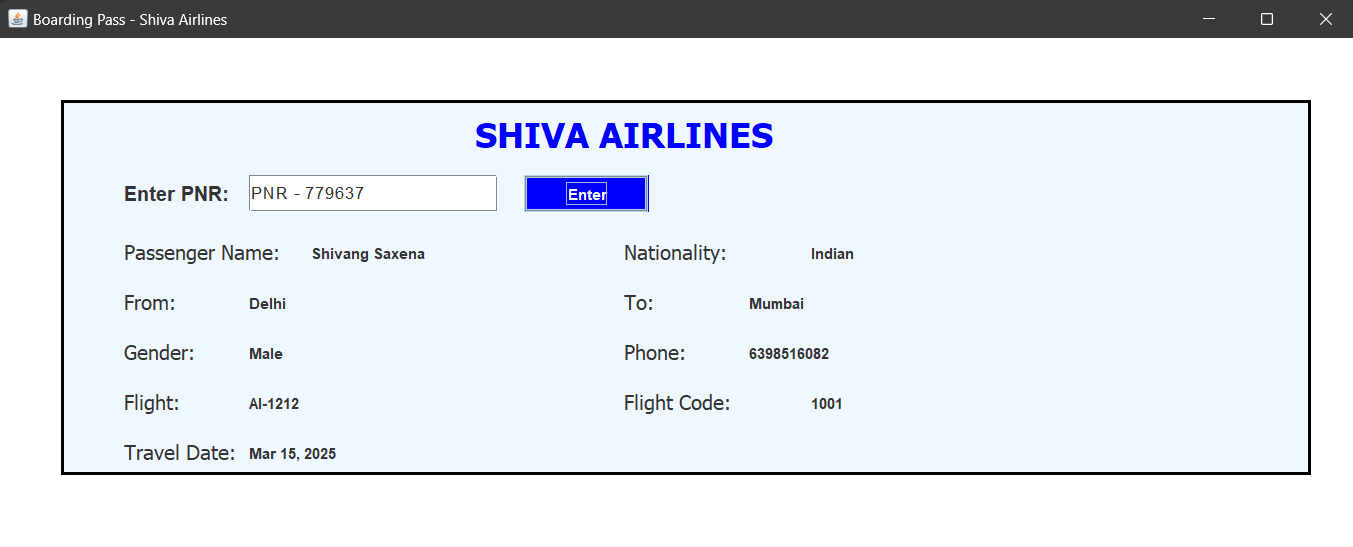 Boarding Pass - Shiva Airlines
SHIVA AIRLINES
Enter PNR: PNR - 779637 Enter
Passenger Name: Shivang Saxena Nationality: Indian
From: Delhi To: Mumbai
Gender: Male Phone: 6398516082
Flight: AI-1212 Flight Code: 1001
Travel Date: Mar 15, 2025